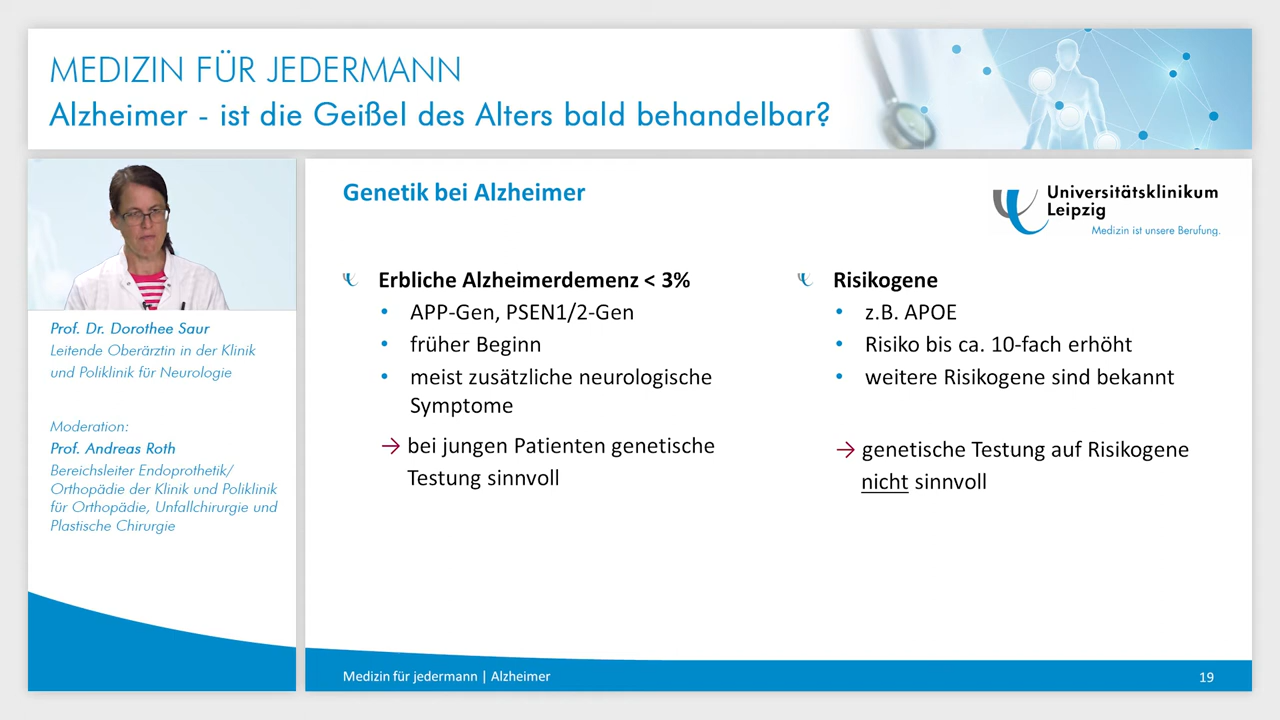 MEDIZIN FÜR JEDERMANN
Alzheimer - ist die Geißel des Alters bald behandelbar?
Prof. Dr. Dorothee Saur
Leitende Oberärztin in der Klinik
und Poliklinik für Neurologie
Moderation:
Prof. Andreas Roth
Bereichsleiter Endoprothetik/
Orthopädie der Klinik und Poliklinik
für Orthopädie, Unfallchirurgie und
Plastische Chirurgie
Genetik bei Alzheimer
Universitätsklinikum
Leipzig
Medizin ist unsere Berufung.
Erbliche Alzheimerdemenz < 3%
• APP-Gen, PSEN1/2-Gen
• früher Beginn
• meist zusätzliche neurologische
Symptome
→ bei jungen Patienten genetische
Testung sinnvoll
Risikogene
• z.B. APOE
• Risiko bis ca. 10-fach erhöht
• weitere Risikogene sind bekannt
→ genetische Testung auf Risikogene
nicht sinnvoll
Medizin für jedermann | Alzheimer
19